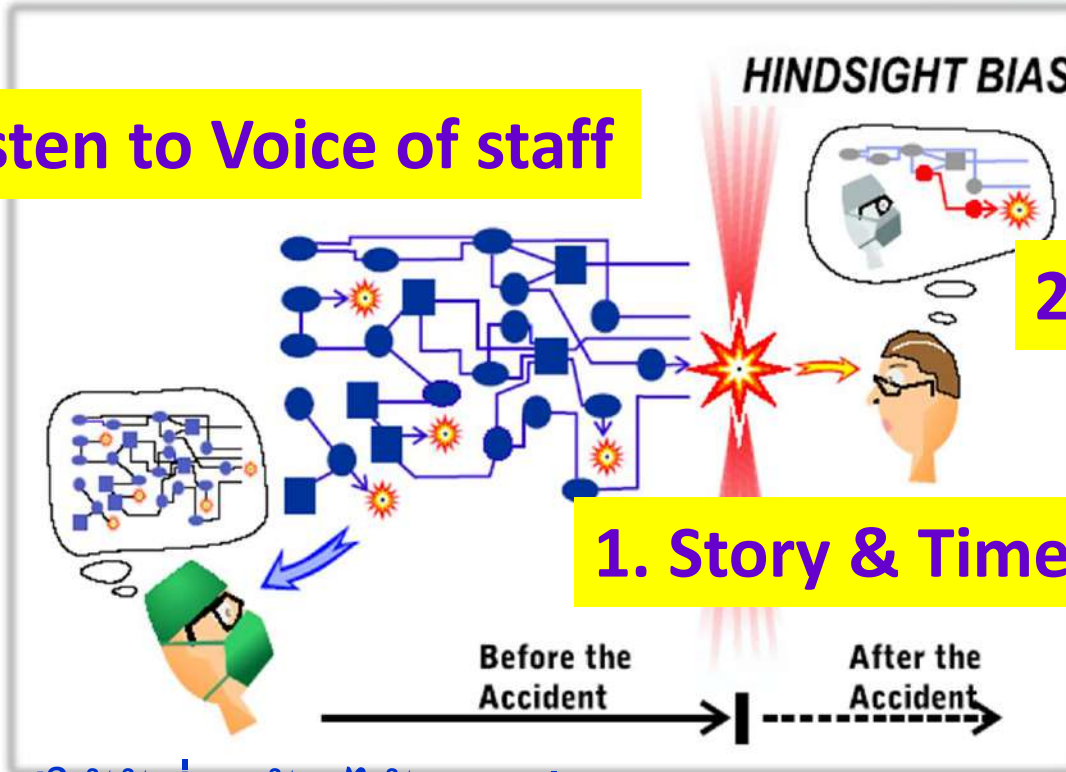 HINDSIGHT BIAS
sten to Voice of staff
2
1. Story & Time
Before the
Accident
After the
Accident